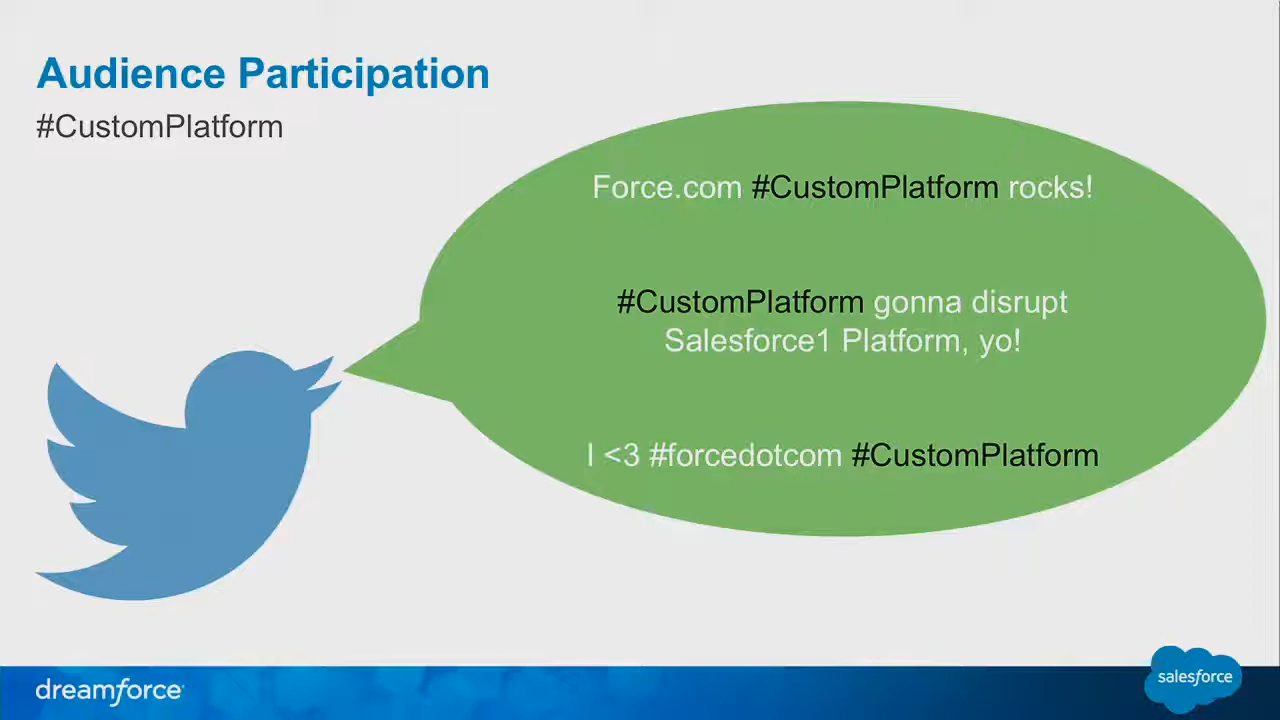 Audience Participation
#CustomPlatform
Force.com #CustomPlatform rocks!
#CustomPlatform gonna disrupt
Salesforce1 Platform, yo!
I <3 #forcedotcom #CustomPlatform
dreamforce
salesforce